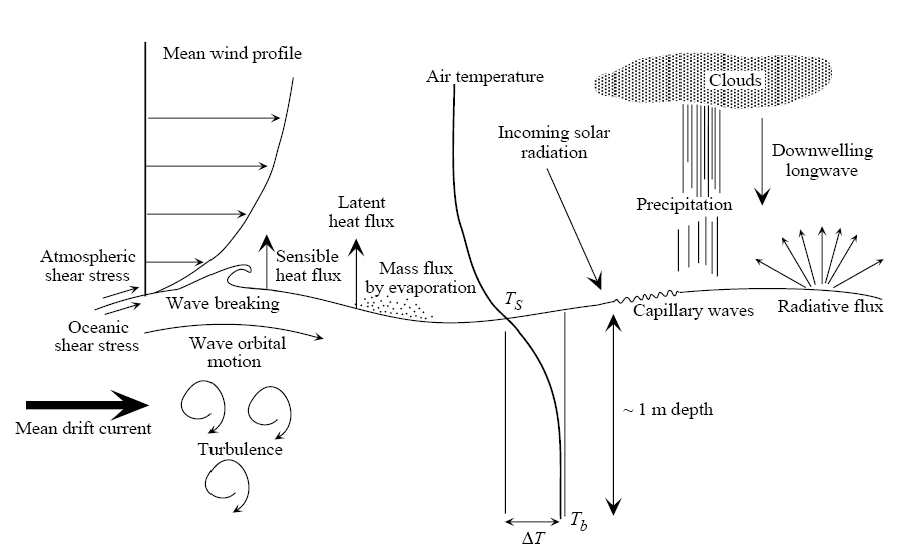 Mean wind profile
Air temperature
Clouds
Incoming solar
radiation
Downwelling
longwave
Precipitation
Latent
heat flux
Atmospheric
shear stress
Sensible
heat flux
Mass flux
by evaporation
Wave breaking
T_S
Capillary waves
Radiative flux
Oceanic
shear stress
Wave orbital
motion
~ 1 m depth
Mean drift current
Turbulence
T_b
ΔT